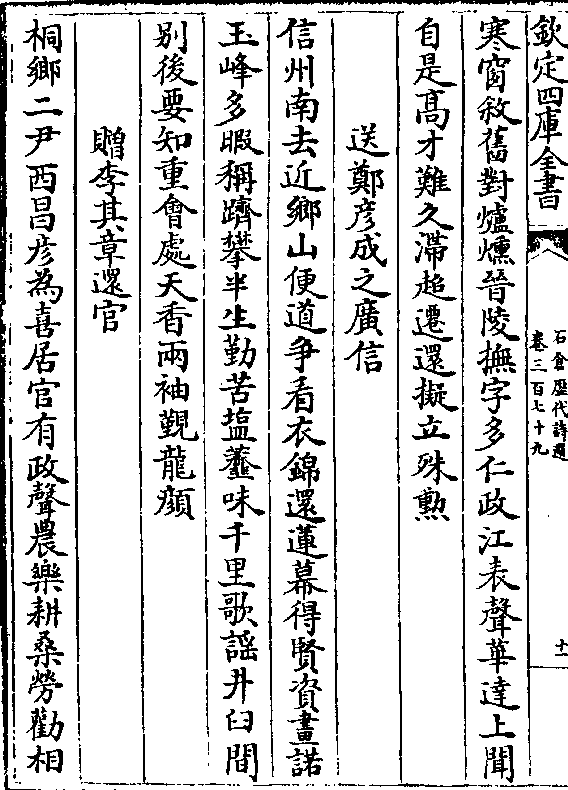 欽定四庫全書
石倉歷代詩選
卷三百七十九
十一
寒窗敘舊對爐燻晉陵撫字多仁政江表聲華達上聞
自是高才難久滯超遷還擬立殊勲
送鄭彦成之廣信
信州南去近鄉山便道争看衣錦還蓮幕得賢資畫諾
玉峰多暇稱躋攀半生勤苦塩虀味千里歌謡井臼間
别後要知重會處天香兩袖覲龍顔
贈李其章還官
桐鄉二尹西昌彦為喜居官有政聲農樂耕桑勞勸相